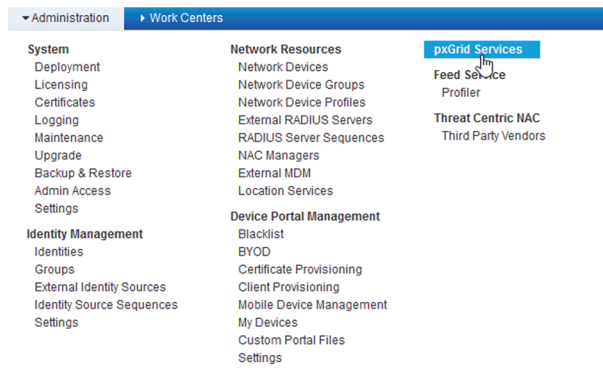 Administration
Work Centers
System
Deployment
Licensing
Certificates
Logging
Maintenance
Upgrade
Backup & Restore
Admin Access
Settings
Identity Management
Identities
Groups
External Identity Sources
Identity Source Sequences
Settings
Network Resources
Network Devices
Network Device Groups
Network Device Profiles
External RADIUS Servers
RADIUS Server Sequences
NAC Managers
External MDM
Location Services
Device Portal Management
Blacklist
BYOD
Certificate Provisioning
Client Provisioning
Mobile Device Management
My Devices
Custom Portal Files
Settings
pxGrid Services
Feed Service
Profiler
Threat Centric NAC
Third Party Vendors